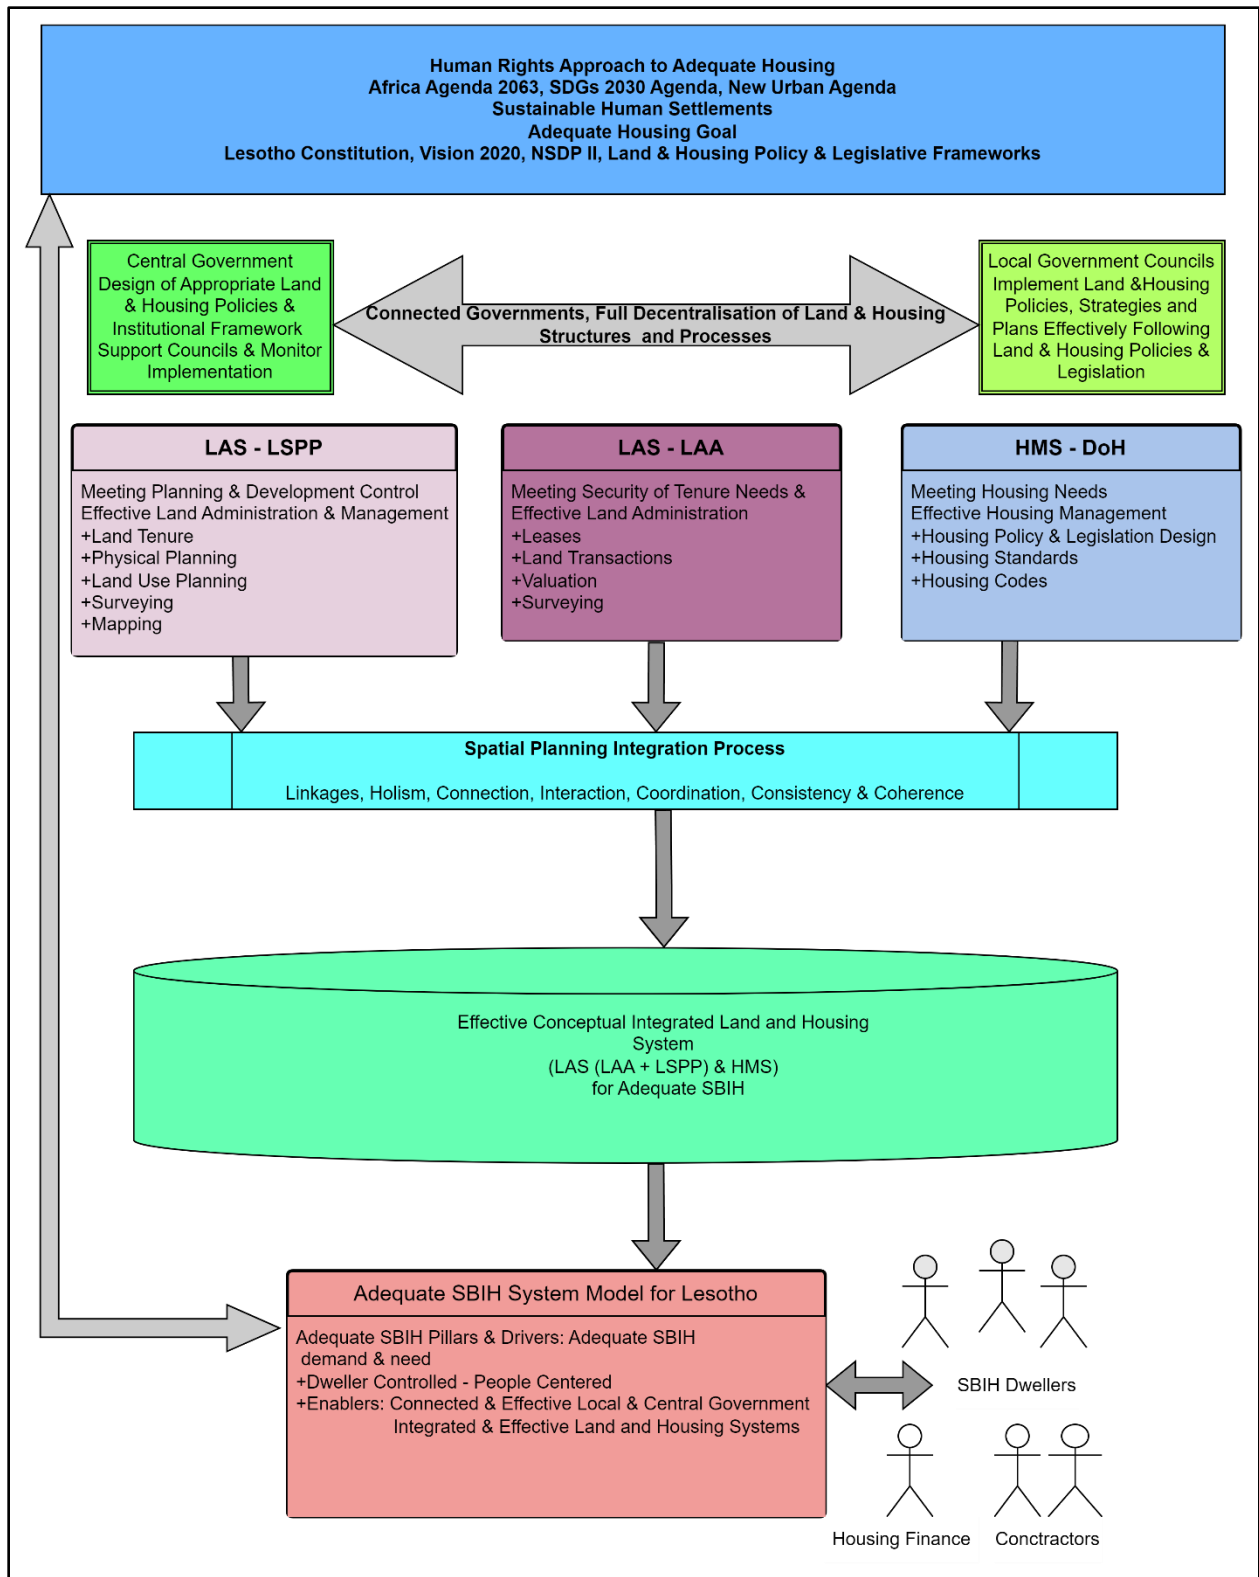 Human Rights Approach to Adequate Housing
Africa Agenda 2063, SDGs 2030 Agenda, New Urban Agenda
Sustainable Human Settlements
Adequate Housing Goal
Lesotho Constitution, Vision 2020, NSDP II, Land & Housing Policy & Legislative Frameworks
Central Government
Design of Appropriate Land
& Housing Policies &
Institutional Framework
Support Councils & Monitor
Implementation
Connected Governments, Full Decentralisation of Land & Housing
Structures and Processes
Local Government Councils
Implement Land &Housing
Policies, Strategies and
Plans Effectively Following
Land & Housing Policies &
Legislation
LAS - LSPP
Meeting Planning & Development Control
Effective Land Administration & Management
+Land Tenure
+Physical Planning
+Land Use Planning
+Surveying
+Mapping
LAS - LAA
Meeting Security of Tenure Needs &
Effective Land Administration
+Leases
+Land Transactions
+Valuation
+Surveying
HMS - DoH
Meeting Housing Needs
Effective Housing Management
+Housing Policy & Legislation Design
+Housing Standards
+Housing Codes
Spatial Planning Integration Process
Linkages, Holism, Connection, Interaction, Coordination, Consistency & Coherence
Effective Conceptual Integrated Land and Housing
System
(LAS (LAA + LSPP) & HMS)
for Adequate SBIH
Adequate SBIH System Model for Lesotho
Adequate SBIH Pillars & Drivers: Adequate SBIH
demand & need
+Dweller Controlled - People Centered
+Enablers: Connected & Effective Local & Central Government
Integrated & Effective Land and Housing Systems
SBIH Dwellers
Housing Finance
Conctractors